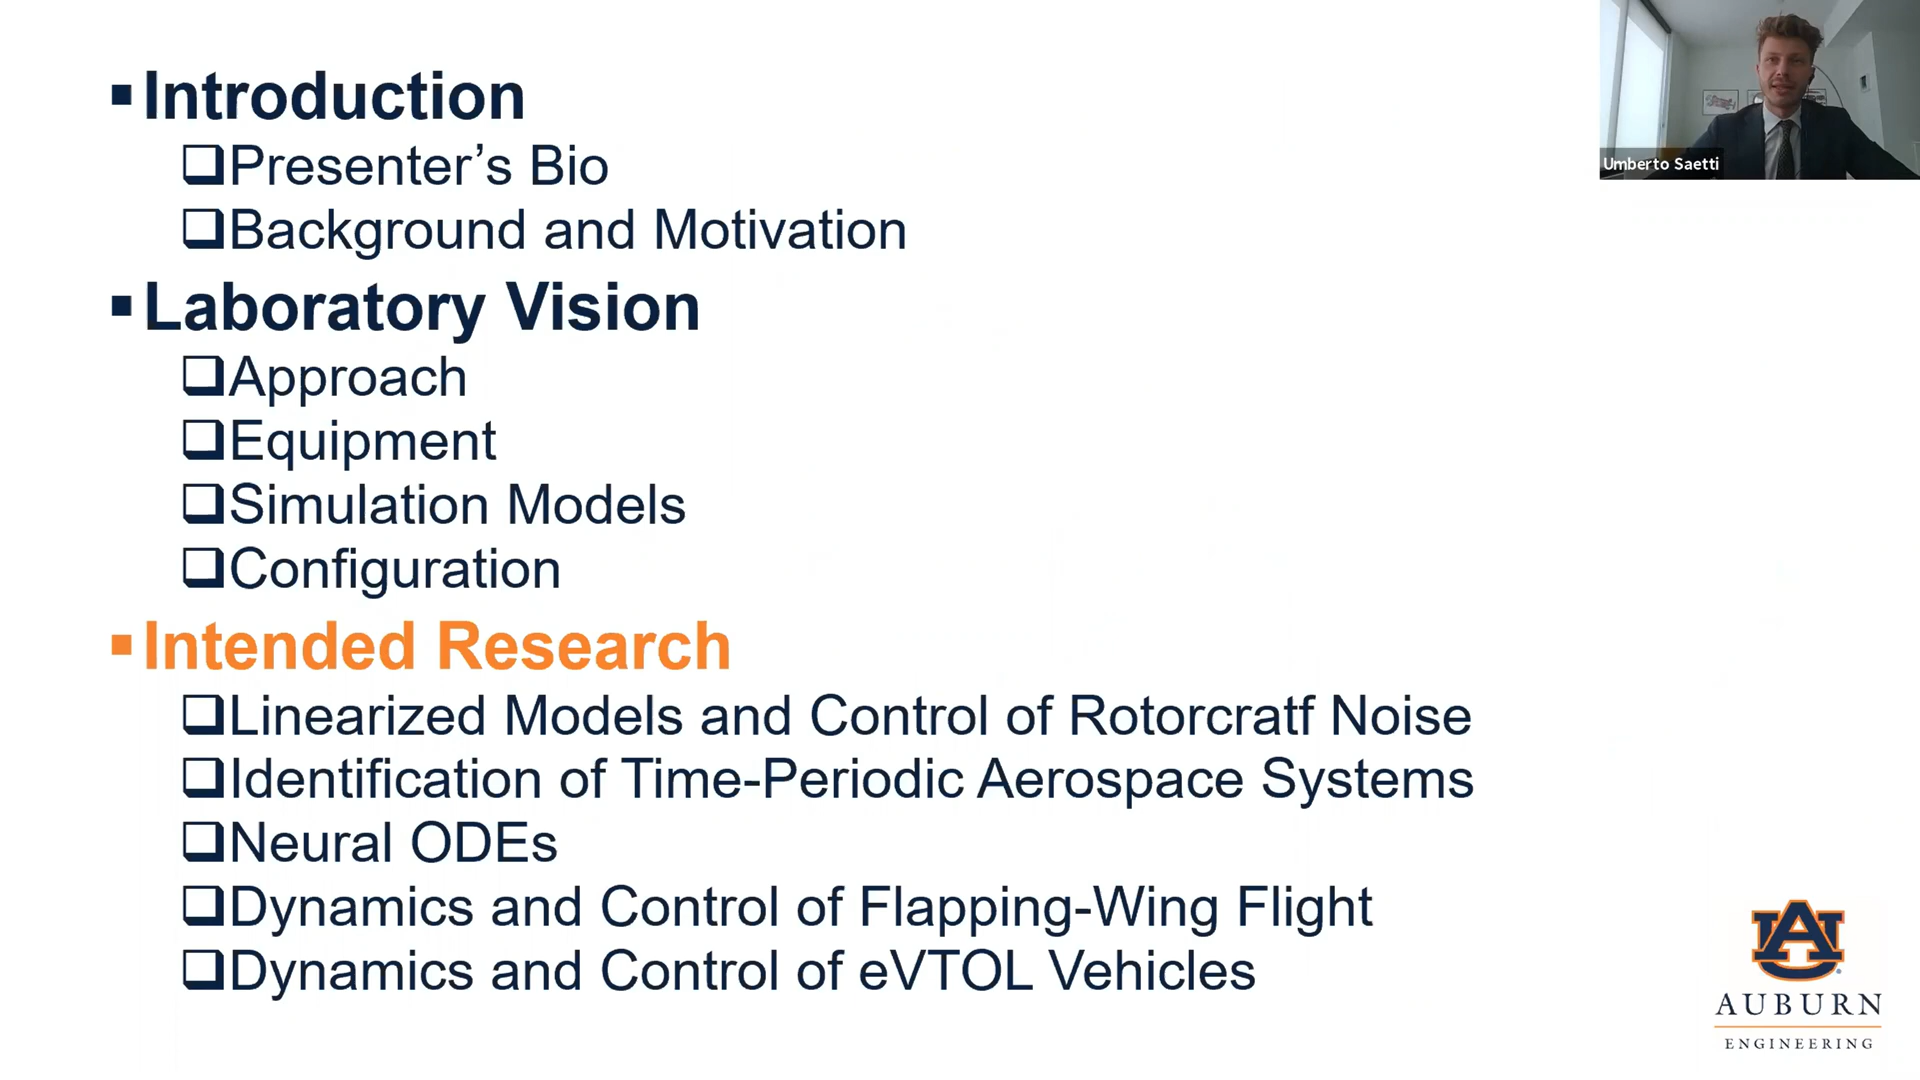 ▪Introduction
❑Presenter’s Bio
❑Background and Motivation
▪Laboratory Vision
❑Approach
❑Equipment
❑Simulation Models
❑Configuration
▪Intended Research
❑Linearized Models and Control of Rotorcratf Noise
❑Identification of Time-Periodic Aerospace Systems
❑Neural ODEs
❑Dynamics and Control of Flapping-Wing Flight
❑Dynamics and Control of eVTOL Vehicles
Umberto Saetti
AU
AUBURN
ENGINEERING